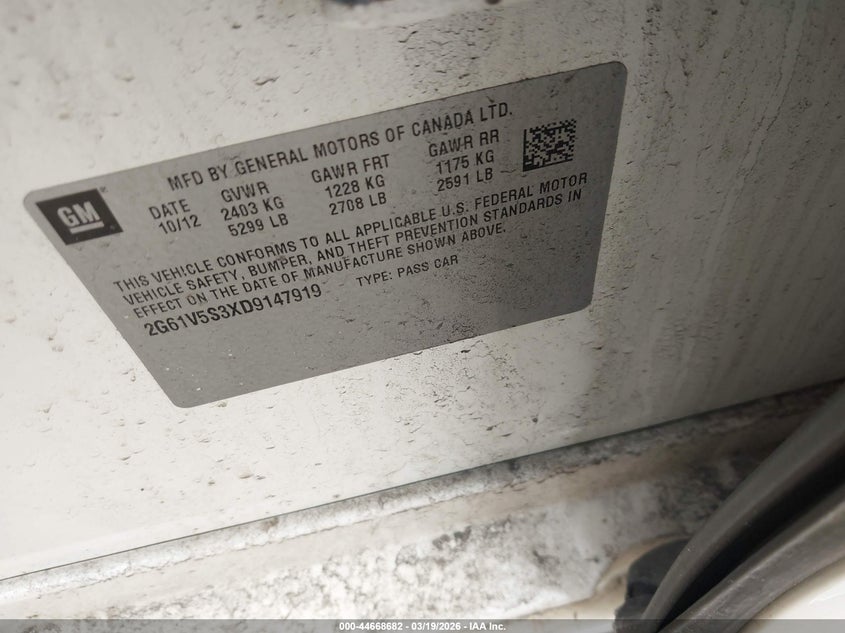 GM
MFD BY GENERAL MOTORS OF CANADA LTD.
DATE GVWR GAWR FRT GAWR RR
10/12 2403 KG 1228 KG 1175 KG
5299 LB 2708 LB 2591 LB
THIS VEHICLE CONFORMS TO ALL APPLICABLE U.S. FEDERAL MOTOR
VEHICLE SAFETY, BUMPER, AND THEFT PREVENTION STANDARDS IN
EFFECT ON THE DATE OF MANUFACTURE SHOWN ABOVE.
2G61V5S3XD9147919 TYPE: PASS CAR
000-44668682 - 03/19/2026 - IAA Inc.